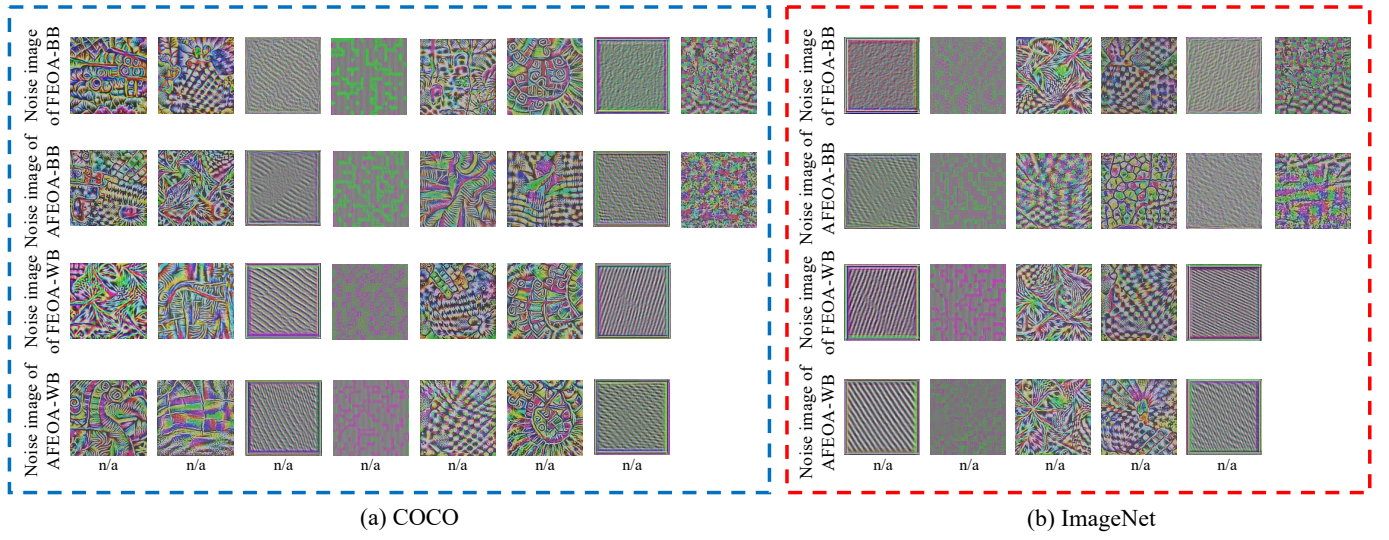 Noise image
of FEOA-BB
Noise image of
AFEOA-BB
Noise image
of FEOA-WB
Noise image of
AFEOA-WB
n/a n/a n/a n/a n/a n/a n/a
(a) COCO
Noise image
of FEOA-BB
Noise image of
AFEOA-BB
Noise image
of FEOA-WB
Noise image of
AFEOA-WB
n/a n/a n/a n/a n/a
(b) ImageNet